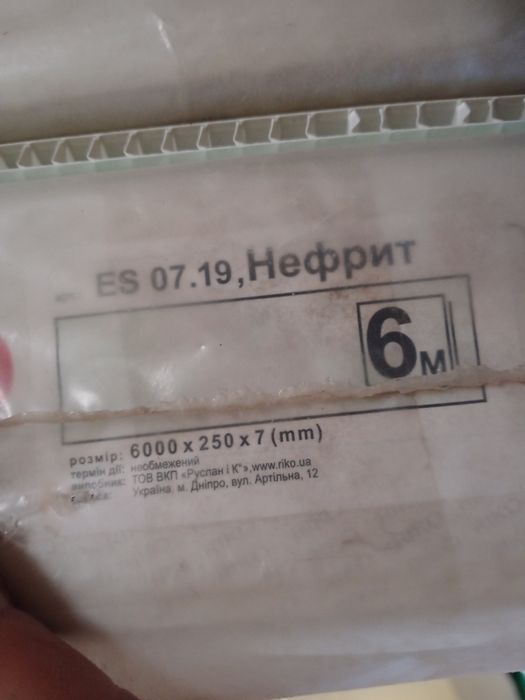 арт. ES 07.19,Нефрит
6м
розмір: 6000 x 250 x 7 (mm)
термін дії: необмежений
виробник: ТОВ ВКП «Руслан і К°»,www.riko.ua
Україна, м. Дніпро, вул. Артільна, 12